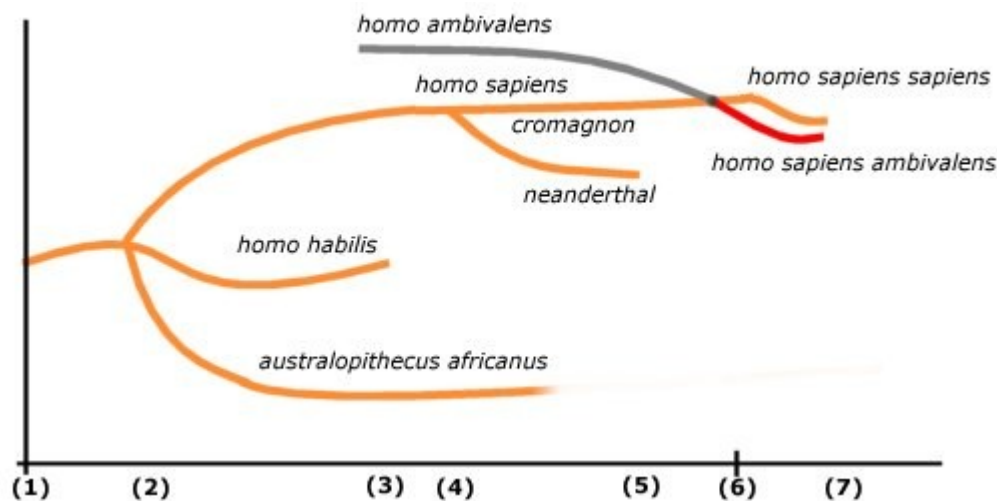 homo ambivalens
homo sapiens
homo sapiens sapiens
cromagnon
homo sapiens ambivalens
neanderthal
homo habilis
australopithecus africanus
(1) (2) (3) (4) (5) (6) (7)